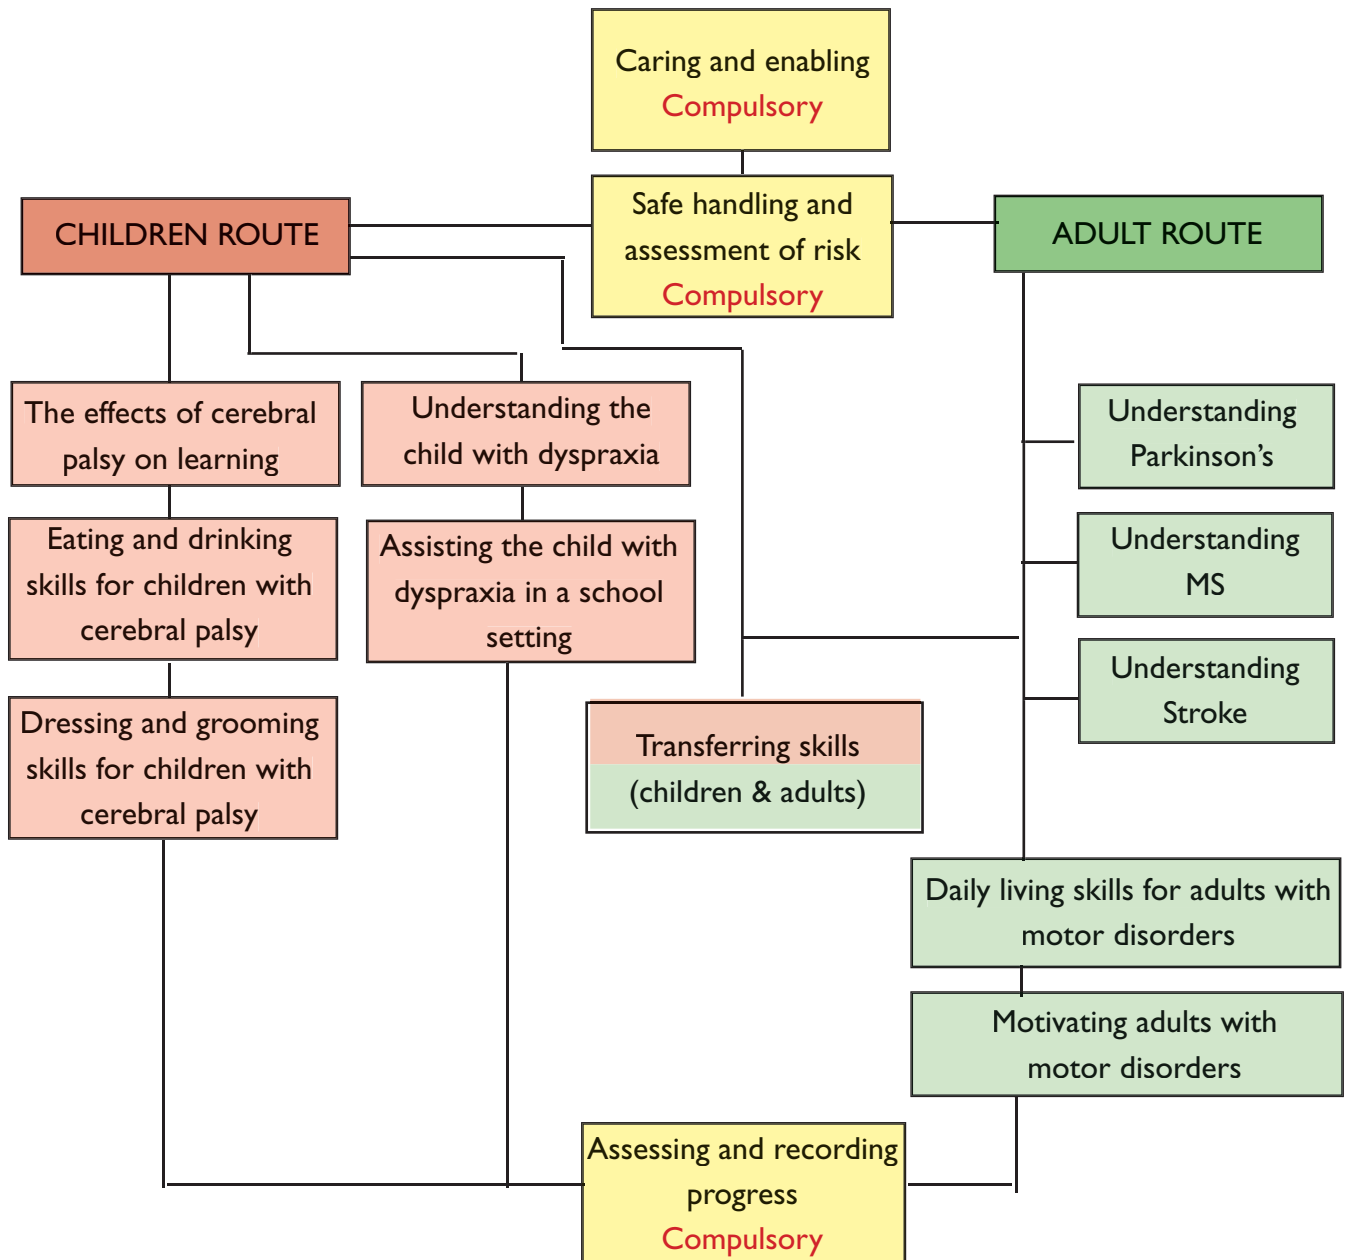 Caring and enabling
Compulsory
Safe handling and
assessment of risk
Compulsory
CHILDREN ROUTE
ADULT ROUTE
The effects of cerebral
palsy on learning
Understanding the
child with dyspraxia
Understanding
Parkinson’s
Eating and drinking
skills for children with
cerebral palsy
Assisting the child with
dyspraxia in a school
setting
Understanding
MS
Understanding
Stroke
Dressing and grooming
skills for children with
cerebral palsy
Transferring skills
(children & adults)
Daily living skills for adults with
motor disorders
Motivating adults with
motor disorders
Assessing and recording
progress
Compulsory